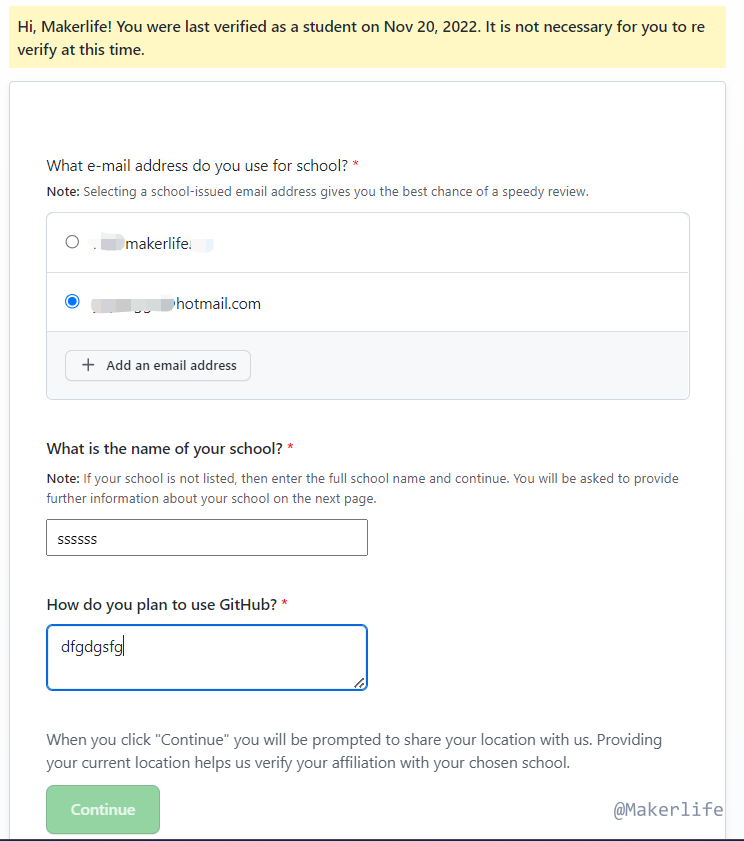 Hi, Makerlife! You were last verified as a student on Nov 20, 2022. It is not necessary for you to re
verify at this time.
What e-mail address do you use for school? *
Note: Selecting a school-issued email address gives you the best chance of a speedy review.
makerlife.
hotmail.com
+ Add an email address
What is the name of your school? *
Note: If your school is not listed, then enter the full school name and continue. You will be asked to provide
further information about your school on the next page.
ssssss
How do you plan to use GitHub? *
dfgdgsfg
When you click "Continue" you will be prompted to share your location with us. Providing
your current location helps us verify your affiliation with your chosen school.
Continue
@Makerlife